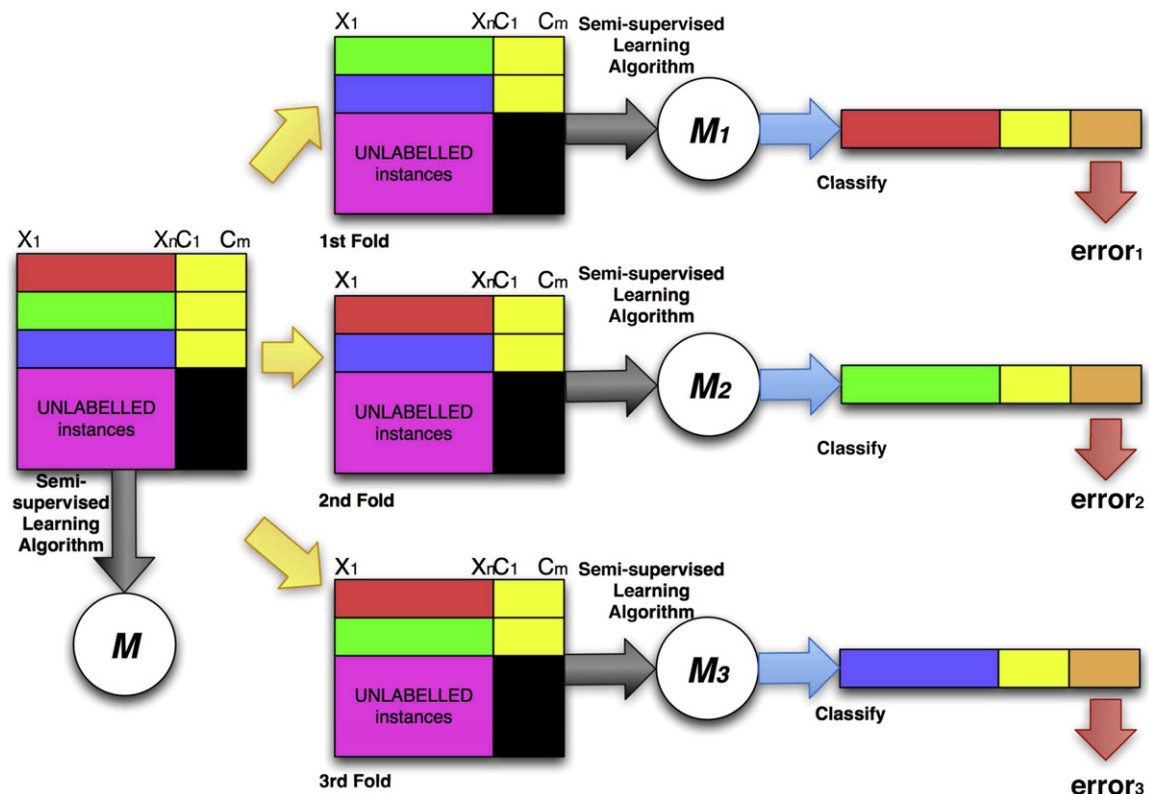 X1 XnC1 Cm
UNLABELLED
instances
Semi-
supervised
Learning
Algorithm
M
X1 XnC1 Cm
UNLABELLED
instances
1st Fold
Semi-supervised
Learning
Algorithm
M1
Classify
error1
X1 XnC1 Cm
UNLABELLED
instances
2nd Fold
Semi-supervised
Learning
Algorithm
M2
Classify
error2
X1 XnC1 Cm
UNLABELLED
instances
3rd Fold
Semi-supervised
Learning
Algorithm
M3
Classify
error3